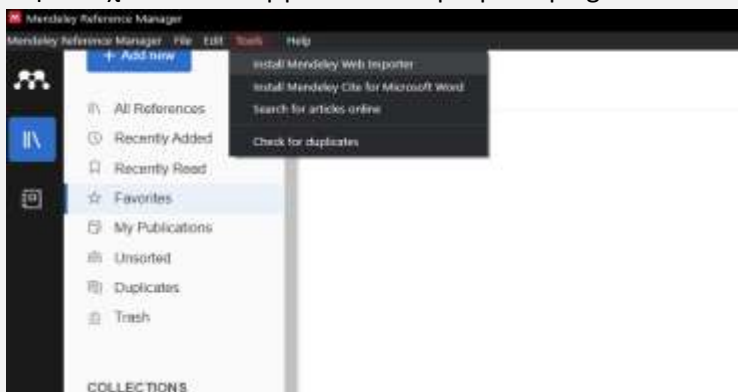 Mendeley Reference Manager
Mendeley Reference Manager File Edit Tools Help
+ Add new
Install Mendeley Web Importer
Install Mendeley Cite for Microsoft Word
Search for articles online
Check for duplicates
All References
Recently Added
Recently Read
Favorites
My Publications
Unsorted
Duplicates
Trash
COLLECTIONS